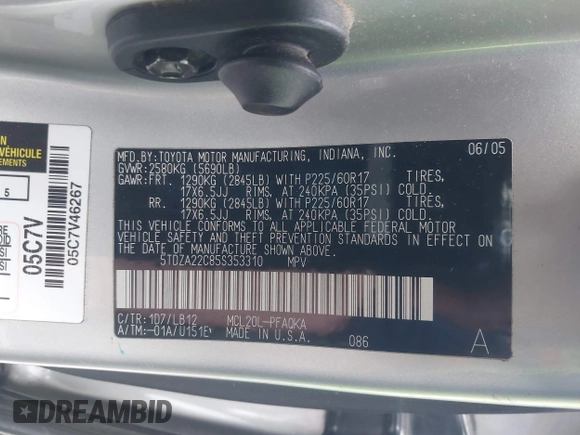 MFD.BY:TOYOTA MOTOR MANUFACTURING, INDIANA, INC. 06/05
GVWR:2580KG (5690LB)
GAWR:FRT. 1290KG (2845LB) WITH P225/60R17 TIRES,
17X6.5JJ RIMS, AT 240KPA (35PSI) COLD.
RR. 1290KG (2845LB) WITH P225/60R17 TIRES,
17X6.5JJ RIMS, AT 240KPA (35PSI) COLD.
THIS VEHICLE CONFORMS TO ALL APPLICABLE FEDERAL MOTOR
VEHICLE SAFETY AND THEFT PREVENTION STANDARDS IN EFFECT
ON THE DATE OF MANUFACTURE SHOWN ABOVE.
5TDZA22C85S353310 MPV
C/TR:1D7/LB12 MCL20L-PFAQKA
A/TM:-01A/U151E MADE IN U.S.A. 086 A
VÉHICULE
5
05C7V
05C7V46267
DREAMBID